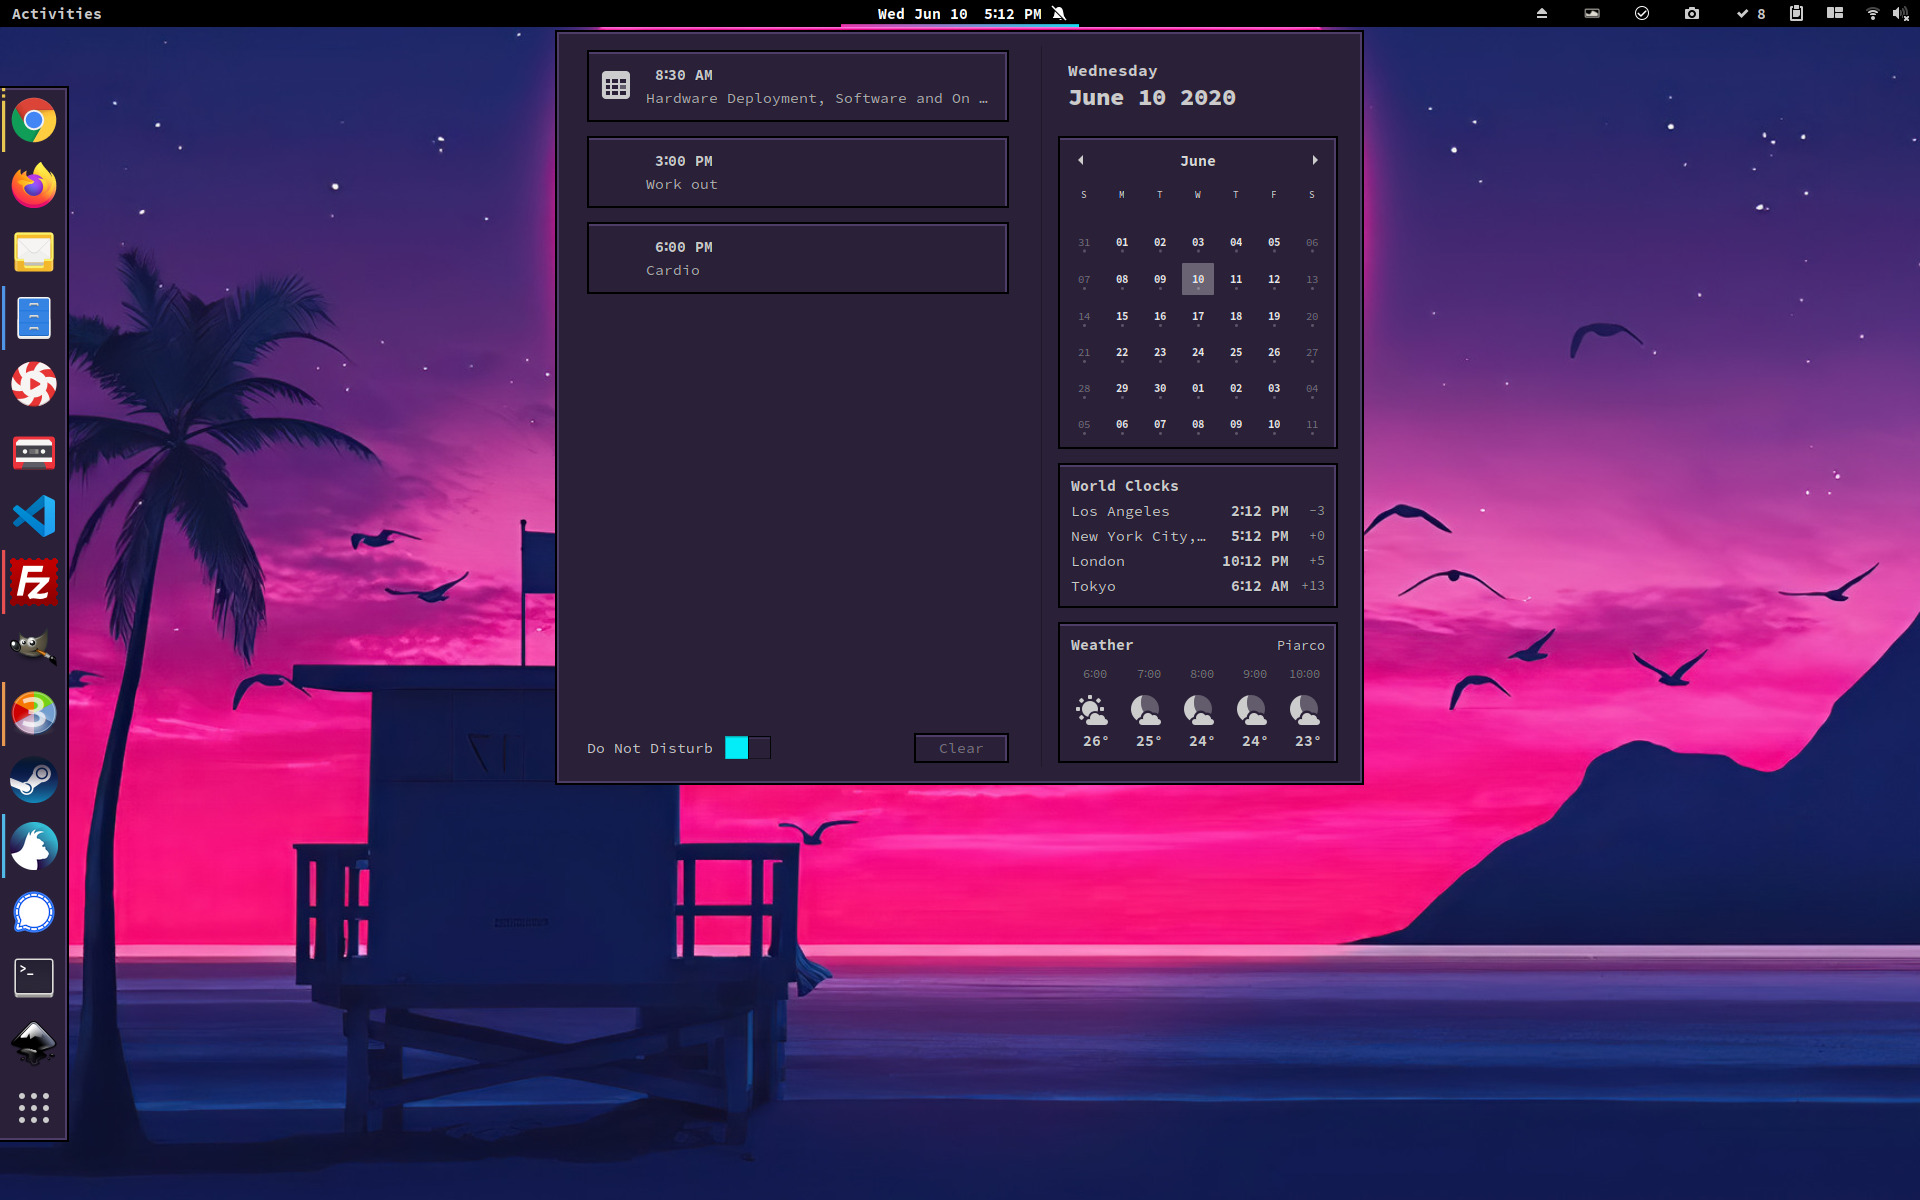 Activities
Wed Jun 10 5:12 PM
8
8:30 AM
Hardware Deployment, Software and On …
3:00 PM
Work out
6:00 PM
Cardio
Do Not Disturb
Clear
Wednesday
June 10 2020
June
S M T W T F S
31 01 02 03 04 05 06
07 08 09 10 11 12 13
14 15 16 17 18 19 20
21 22 23 24 25 26 27
28 29 30 01 02 03 04
05 06 07 08 09 10 11
World Clocks
Los Angeles 2:12 PM -3
New York City,… 5:12 PM +0
London 10:12 PM +5
Tokyo 6:12 AM +13
Weather Piarco
6:00 7:00 8:00 9:00 10:00
26° 25° 24° 24° 23°
Fz
3
>_